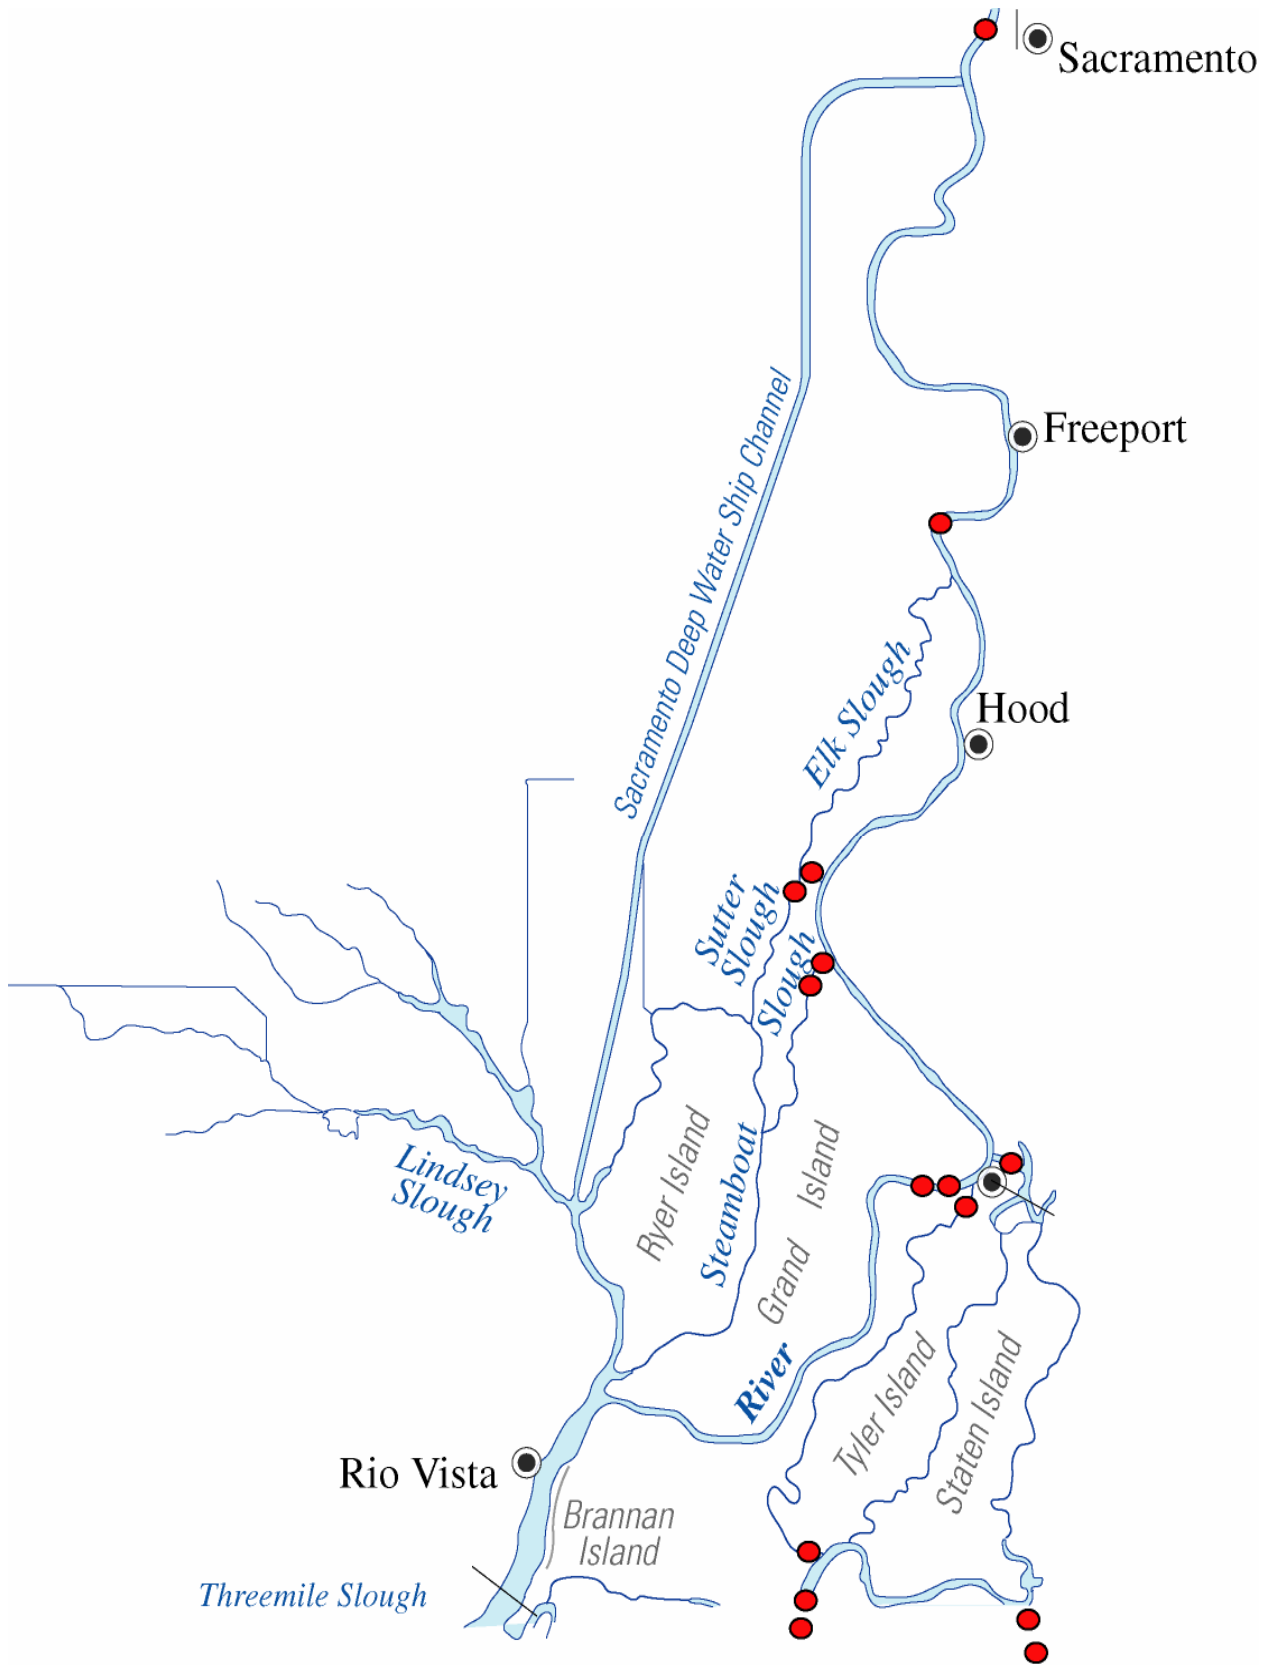 Sacramento
Freeport
Sacramento Deep Water Ship Channel
Elk Slough
Hood
Sutter
Slough
Slough
Lindsey
Slough
Ryer Island
Steamboat
Grand Island
River
Tyler Island
Staten Island
Rio Vista
Brannan
Island
Threemile Slough